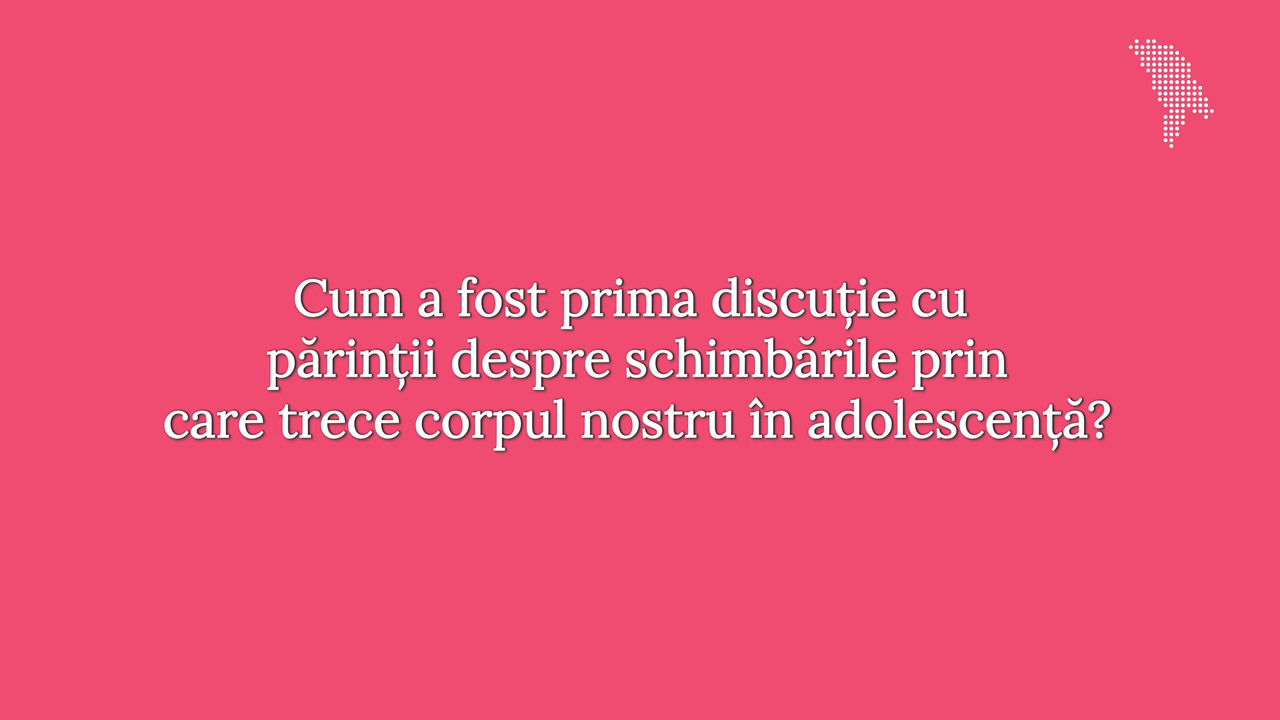 Cum a fost prima discuție cu
părinții despre schimbările prin
care trece corpul nostru în adolescență?